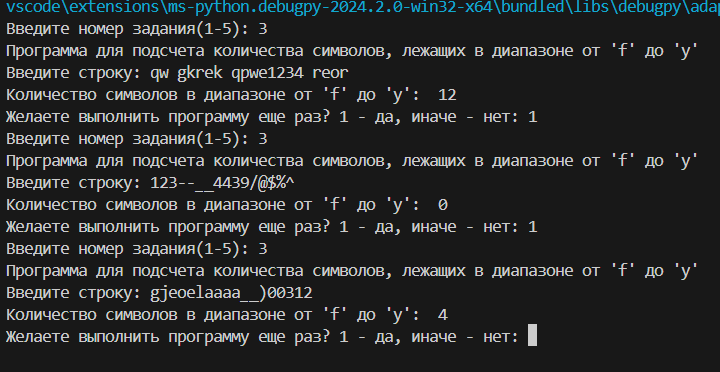 vscode\extensions\ms-python.debugpy-2024.2.0-win32-x64\bundled\libs\debugpy\ada
Введите номер задания(1-5): 3
Программа для подсчета количества символов, лежащих в диапазоне от 'f' до 'y'
Введите строку: qw gkrek qpwe1234 reor
Количество символов в диапазоне от 'f' до 'y':  12
Желаете выполнить программу еще раз? 1 - да, иначе - нет: 1
Введите номер задания(1-5): 3
Программа для подсчета количества символов, лежащих в диапазоне от 'f' до 'y'
Введите строку: 123--__4439/@$%^
Количество символов в диапазоне от 'f' до 'y':  0
Желаете выполнить программу еще раз? 1 - да, иначе - нет: 1
Введите номер задания(1-5): 3
Программа для подсчета количества символов, лежащих в диапазоне от 'f' до 'y'
Введите строку: gjeoelaaaa__)00312
Количество символов в диапазоне от 'f' до 'y':  4
Желаете выполнить программу еще раз? 1 - да, иначе - нет: